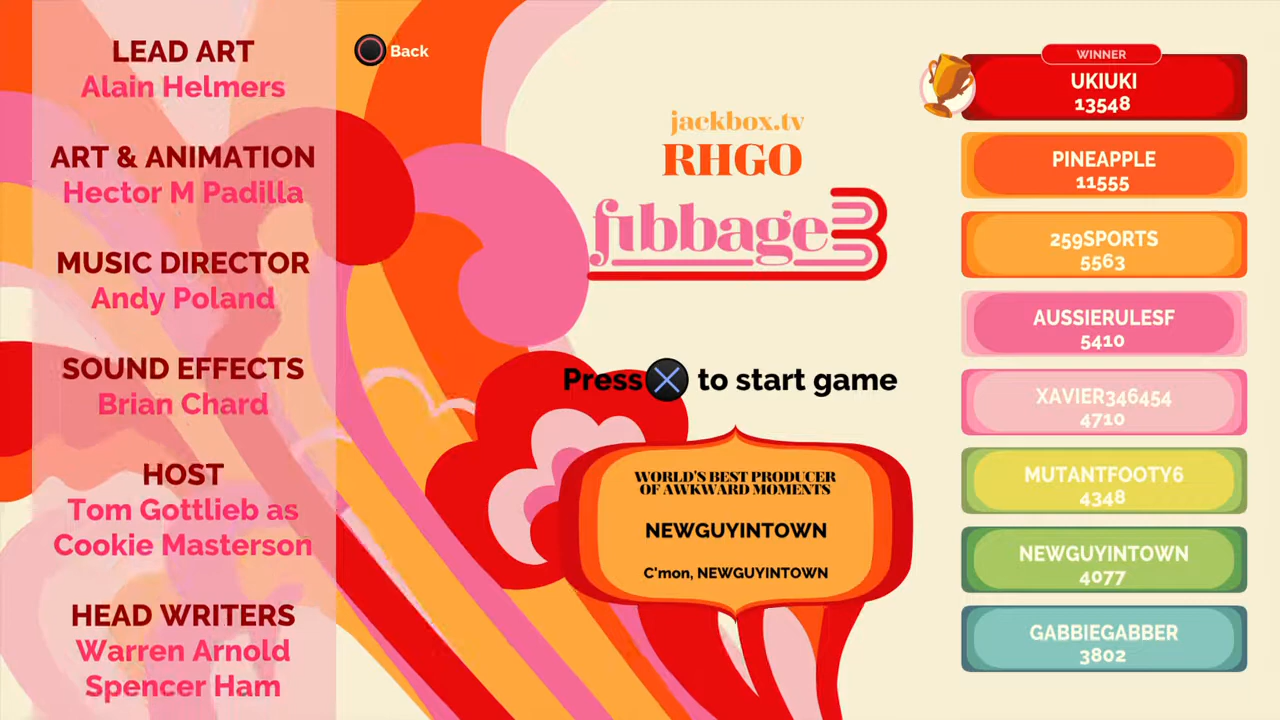 LEAD ART
Alain Helmers
ART & ANIMATION
Hector M Padilla
MUSIC DIRECTOR
Andy Poland
SOUND EFFECTS
Brian Chard
HOST
Tom Gottlieb as
Cookie Masterson
HEAD WRITERS
Warren Arnold
Spencer Ham
Back
jackbox.tv
RHGO
fibbage 3
Press to start game
WORLD'S BEST PRODUCER
OF AWKWARD MOMENTS
NEWGUYINTOWN
C'mon, NEWGUYINTOWN
WINNER
UKIUKI
13548
PINEAPPLE
11555
259SPORTS
5563
AUSSIERULESF
5410
XAVIER346454
4710
MUTANTFOOTY6
4348
NEWGUYINTOWN
4077
GABBIEGABBER
3802